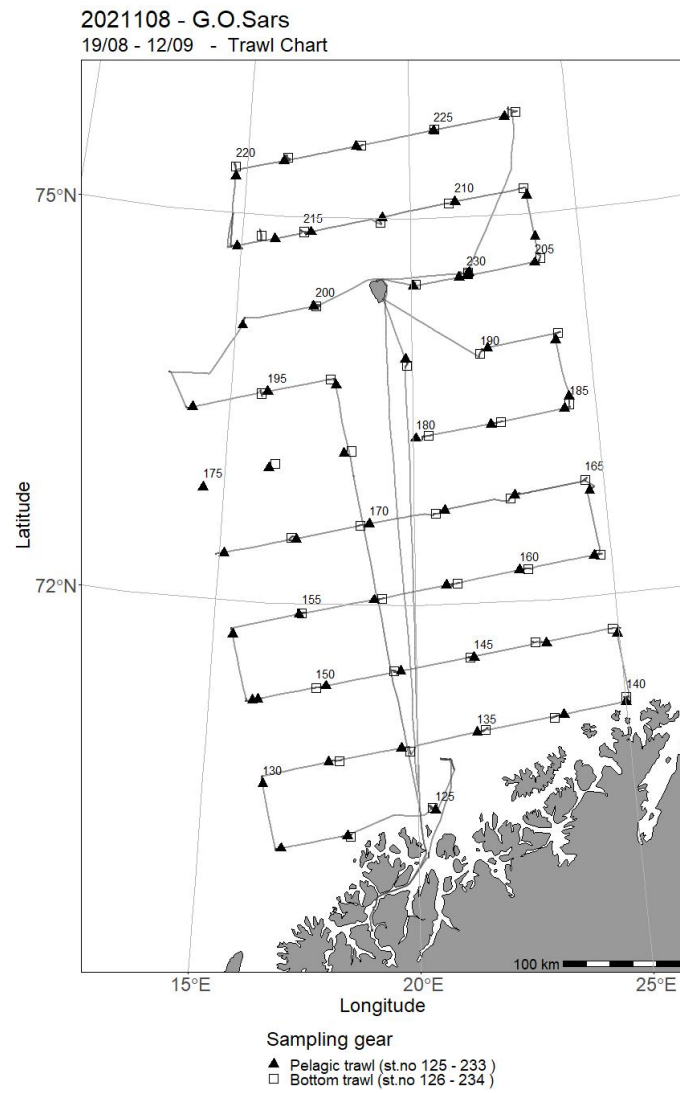 2021108 - G.O.Sars
19/08 - 12/09   -  Trawl Chart
225
220
75°N
210
215
205
230
200
190
195
185
180
175
165
170
160
72°N
155
145
150
140
135
130
125
100 km
15°E
20°E
25°E
Latitude
Longitude
Sampling gear
Pelagic trawl (st.no 125 - 233 )
Bottom trawl (st.no 126 - 234 )